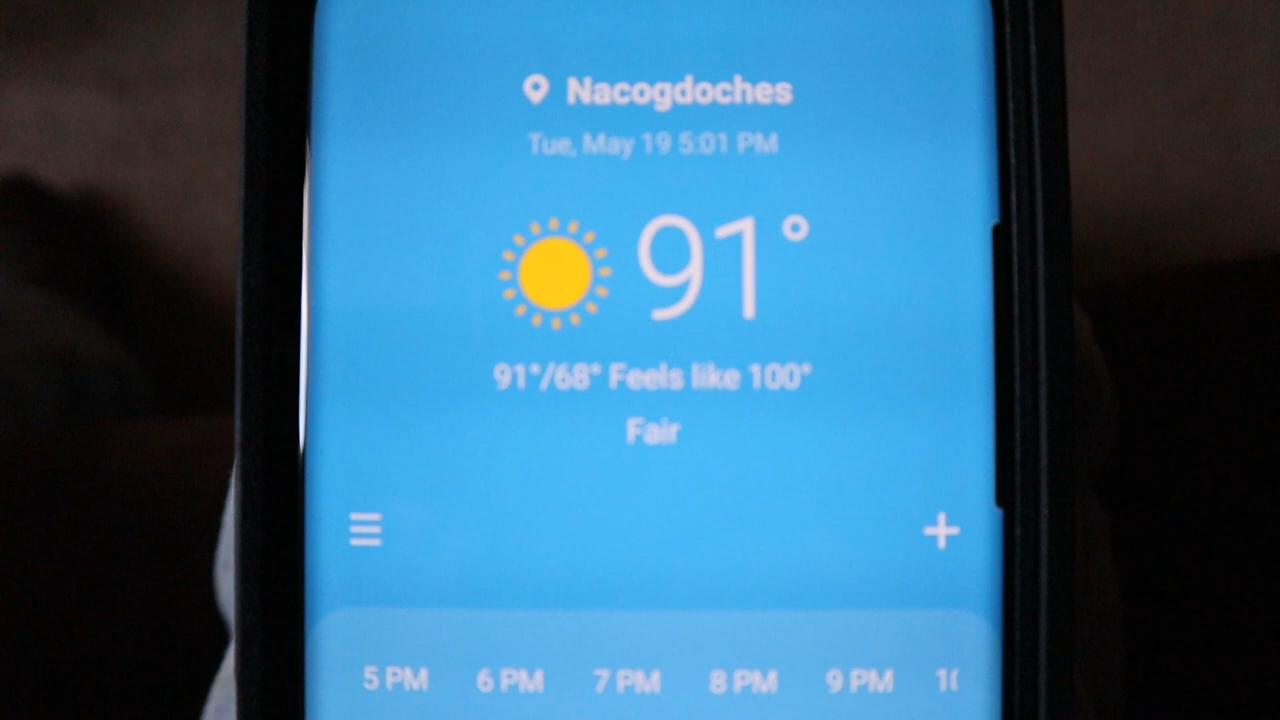 Nacogdoches
Tue, May 19 5:01 PM
91°
91°/68° Feels like 100°
Fair
5 PM 6 PM 7 PM 8 PM 9 PM